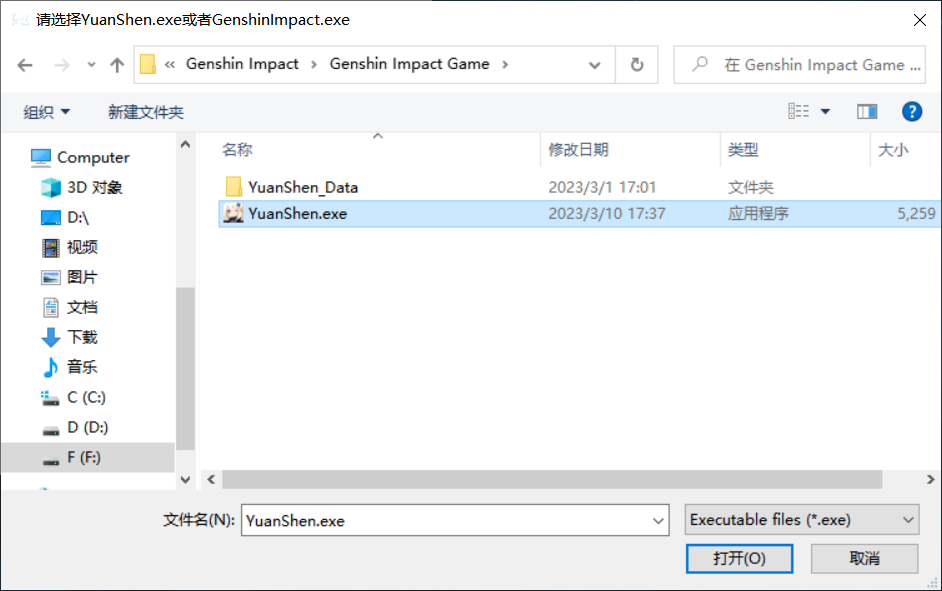 请选择YuanShen.exe或者GenshinImpact.exe
« Genshin Impact › Genshin Impact Game ›
在 Genshin Impact Game ...
组织
新建文件夹
名称 修改日期 类型 大小
Computer
3D 对象
D:\
视频
图片
文档
下载
音乐
C (C:)
D (D:)
F (F:)
YuanShen_Data 2023/3/1 17:01 文件夹
YuanShen.exe 2023/3/10 17:37 应用程序 5,259
文件名(N): YuanShen.exe
Executable files (*.exe)
打开(O) 取消